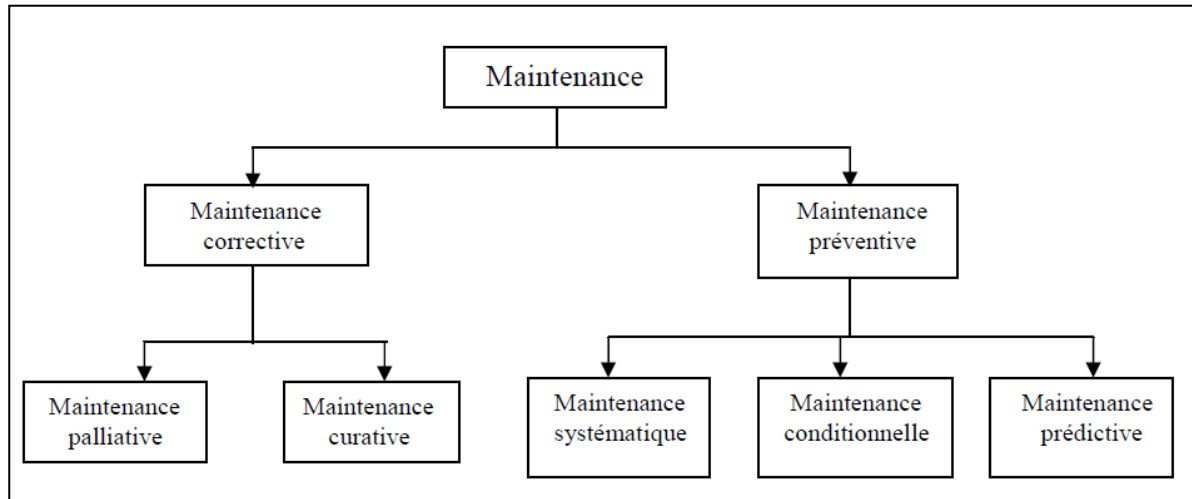 Maintenance
Maintenance
corrective
Maintenance
préventive
Maintenance
palliative
Maintenance
curative
Maintenance
systématique
Maintenance
conditionnelle
Maintenance
prédictive